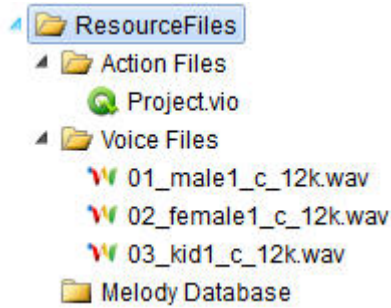 ResourceFiles
Action Files
Project.vio
Voice Files
01_male1_c_12k.wav
02_female1_c_12k.wav
03_kid1_c_12k.wav
Melody Database